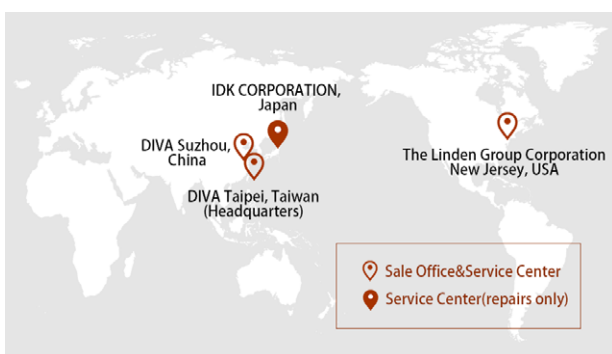 IDK CORPORATION,
Japan
DIVA Suzhou,
China
DIVA Taipei, Taiwan
(Headquarters)
The Linden Group Corporation
New Jersey, USA
Sale Office&Service Center
Service Center(repairs only)